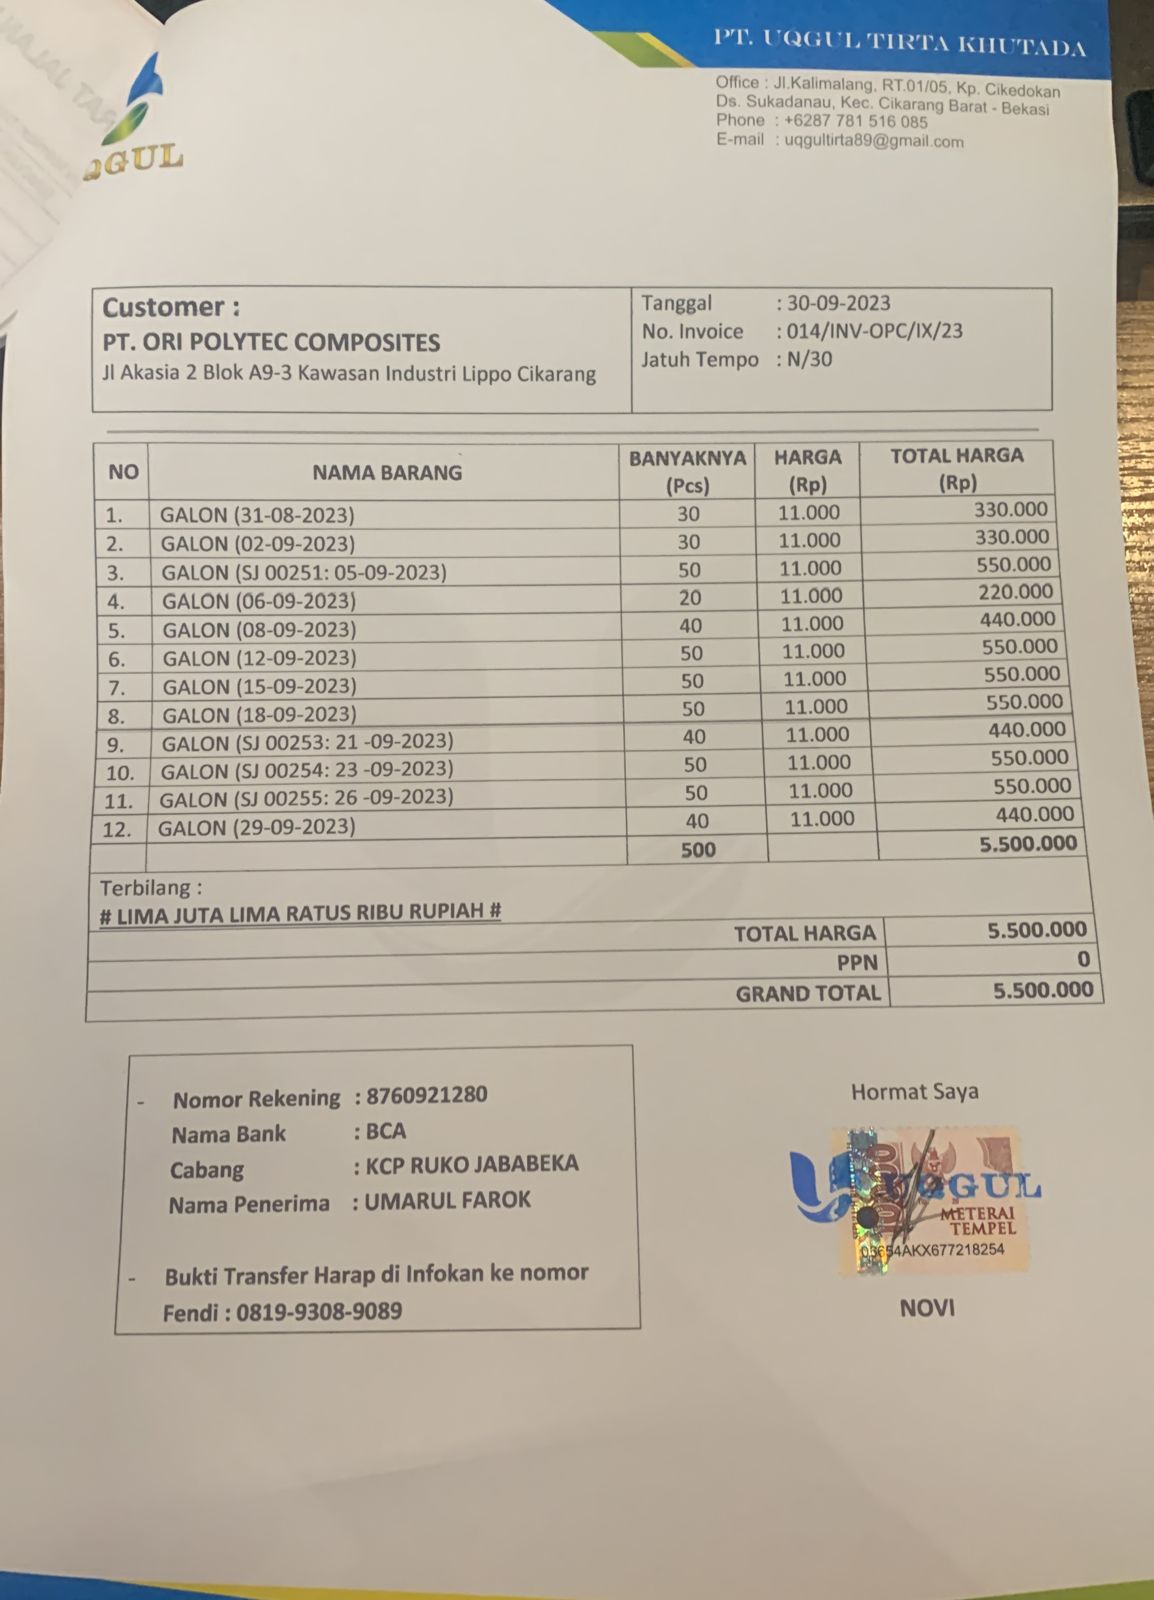 PT. UQGUL TIRTA KHUTADA
Office : Jl.Kalimalang, RT.01/05, Kp. Cikedokan
Ds. Sukadanau, Kec. Cikarang Barat - Bekasi
Phone : +6287 781 516 085
E-mail : uqgultirta89@gmail.com
QGUL
Customer :
PT. ORI POLYTEC COMPOSITES
Jl Akasia 2 Blok A9-3 Kawasan Industri Lippo Cikarang
Tanggal : 30-09-2023
No. Invoice : 014/INV-OPC/IX/23
Jatuh Tempo : N/30
NO NAMA BARANG BANYAKNYA (Pcs) HARGA (Rp) TOTAL HARGA (Rp)
1. GALON (31-08-2023) 30 11.000 330.000
2. GALON (02-09-2023) 30 11.000 330.000
3. GALON (SJ 00251: 05-09-2023) 50 11.000 550.000
4. GALON (06-09-2023) 20 11.000 220.000
5. GALON (08-09-2023) 40 11.000 440.000
6. GALON (12-09-2023) 50 11.000 550.000
7. GALON (15-09-2023) 50 11.000 550.000
8. GALON (18-09-2023) 50 11.000 550.000
9. GALON (SJ 00253: 21 -09-2023) 40 11.000 440.000
10. GALON (SJ 00254: 23 -09-2023) 50 11.000 550.000
11. GALON (SJ 00255: 26 -09-2023) 50 11.000 550.000
12. GALON (29-09-2023) 40 11.000 440.000
500 5.500.000
Terbilang :
# LIMA JUTA LIMA RATUS RIBU RUPIAH #
TOTAL HARGA 5.500.000
PPN 0
GRAND TOTAL 5.500.000
- Nomor Rekening : 8760921280
Nama Bank : BCA
Cabang : KCP RUKO JABABEKA
Nama Penerima : UMARUL FAROK
- Bukti Transfer Harap di Infokan ke nomor
Fendi : 0819-9308-9089
Hormat Saya
UQGUL
METERAI
TEMPEL
NOVI